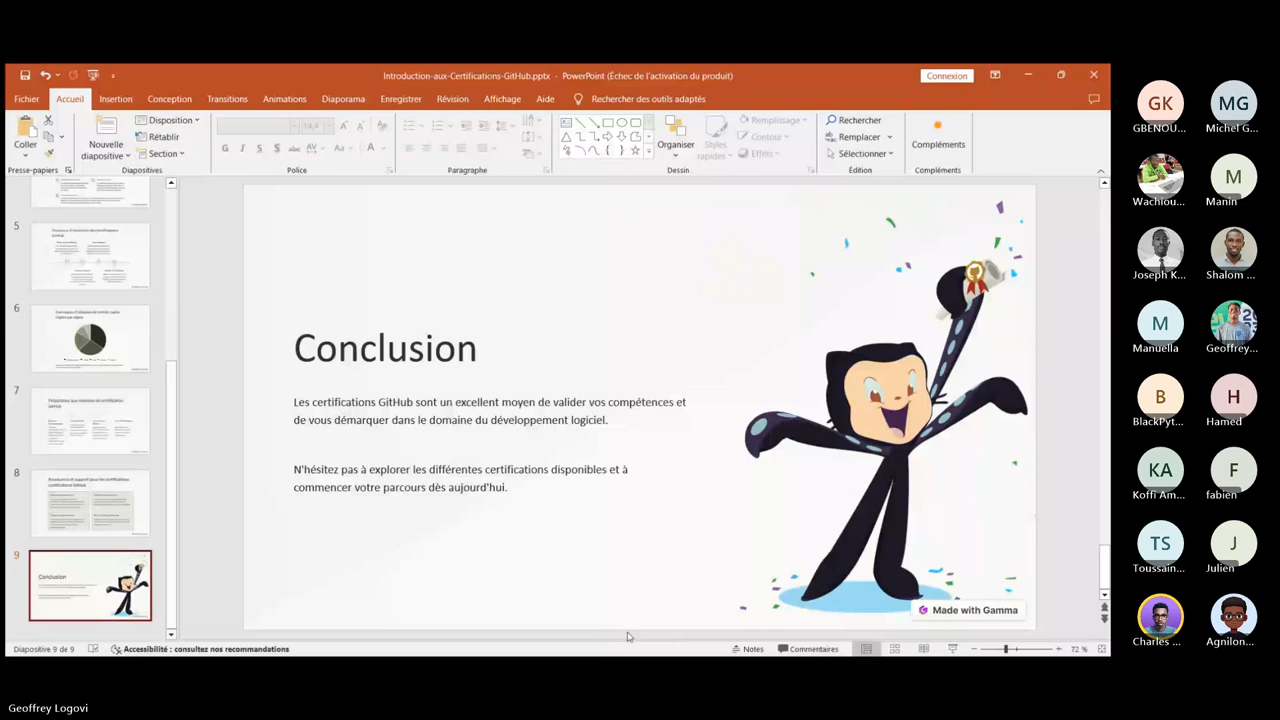 Introduction-aux-Certifications-GitHub.pptx - PowerPoint (Échec de l'activation du produit)
Connexion
Fichier
Accueil
Insertion
Conception
Transitions
Animations
Diaporama
Enregistrer
Révision
Affichage
Aide
Rechercher des outils adaptés
Coller
Presse-papiers
Nouvelle
diapositive
Disposition
Rétablir
Section
Diapositives
G I S
Police
Paragraphe
Organiser
Styles
rapides
Remplissage
Contour
Effets
Dessin
Rechercher
Remplacer
Sélectionner
Édition
Compléments
Compléments
5
6
7
8
9
Conclusion
Conclusion
Les certifications GitHub sont un excellent moyen de valider vos compétences et
de vous démarquer dans le domaine du développement logiciel.
N'hésitez pas à explorer les différentes certifications disponibles et à
commencer votre parcours dès aujourd'hui.
Made with Gamma
Diapositive 9 de 9
Accessibilité : consultez nos recommandations
Notes
Commentaires
72 %
GK
GBENOU...
MG
Michel G...
Wachiou...
M
Manin
Joseph K...
Shalom ...
M
Manuella
Geoffrey...
B
BlackPyt...
H
Hamed
KA
Koffi Am...
F
fabien
TS
Toussain...
J
Julien
Charles ...
Agnilon...
Geoffrey Logovi